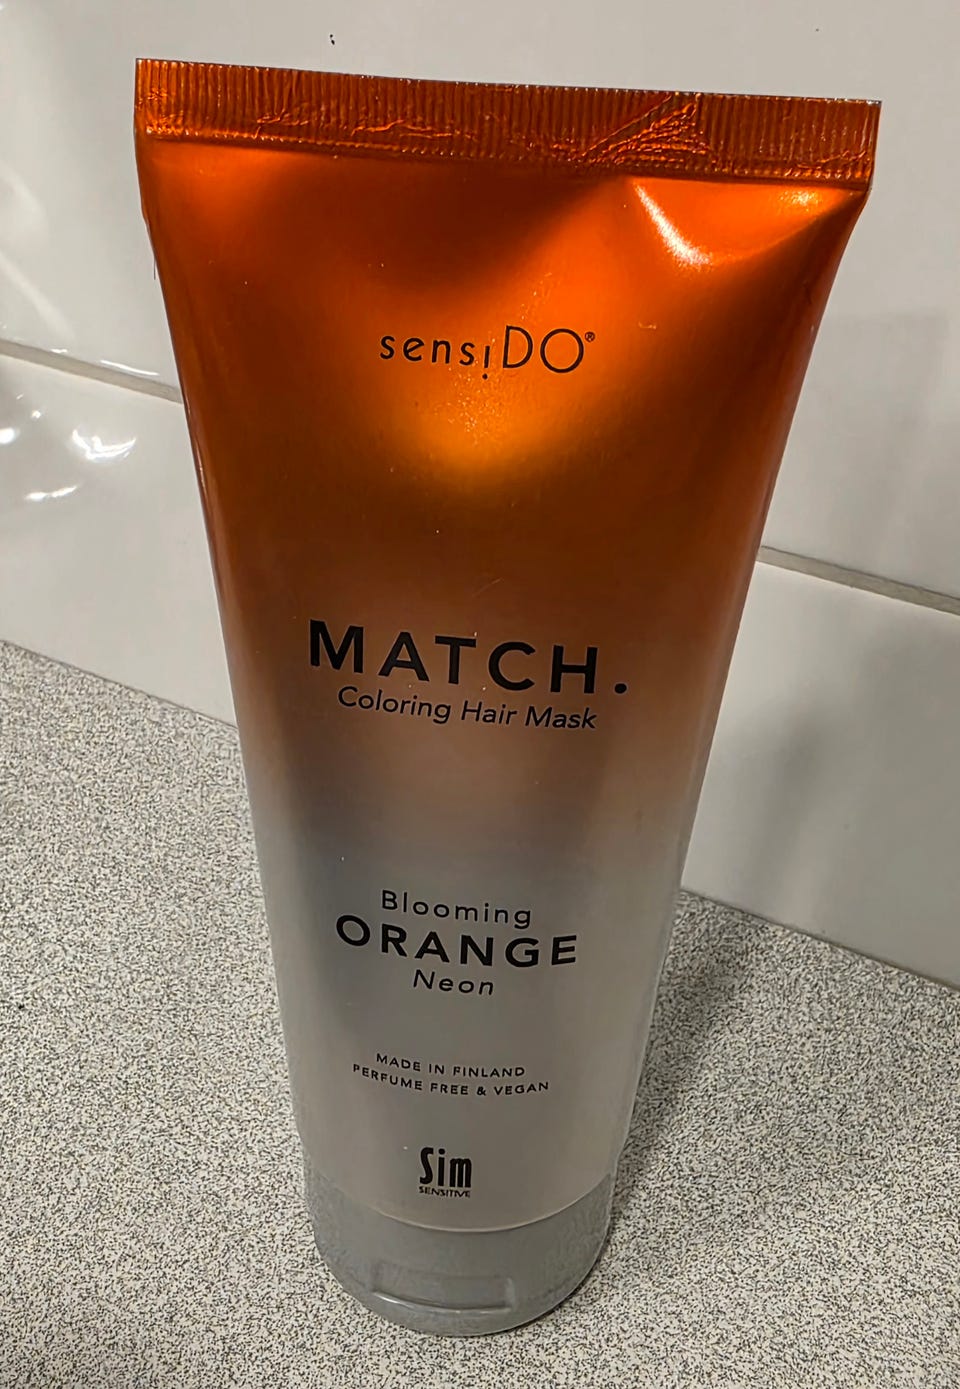 sensiDO®
MATCH.
Coloring Hair Mask
Blooming
ORANGE
Neon
MADE IN FINLAND
PERFUME FREE & VEGAN
Sim
SENSITIVE